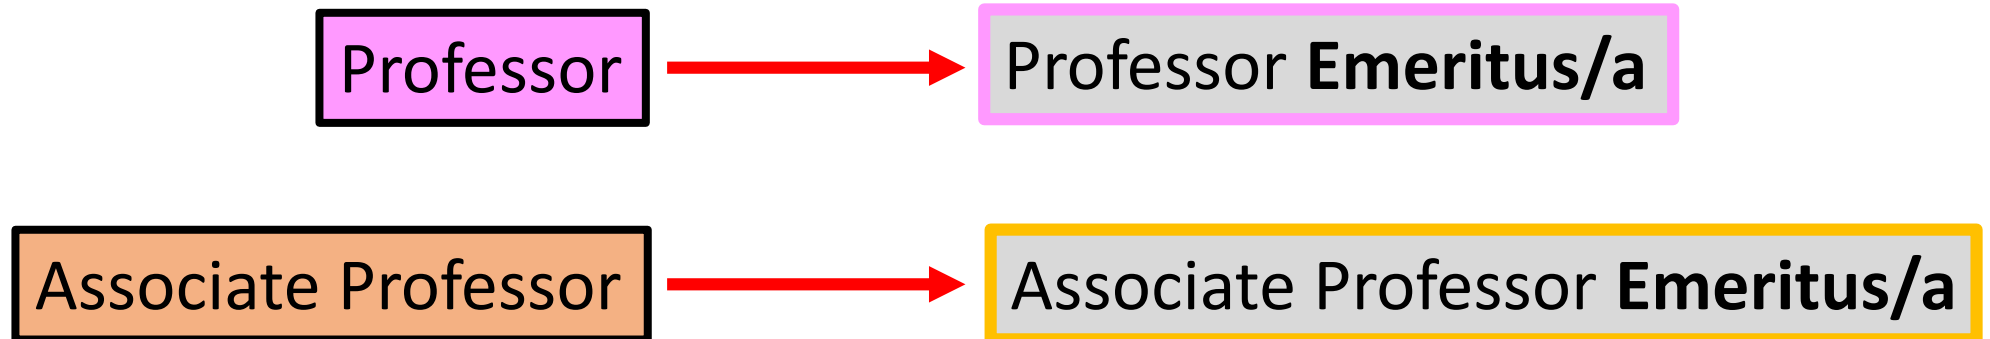 Professor
Professor Emeritus/a
Associate Professor
Associate Professor Emeritus/a